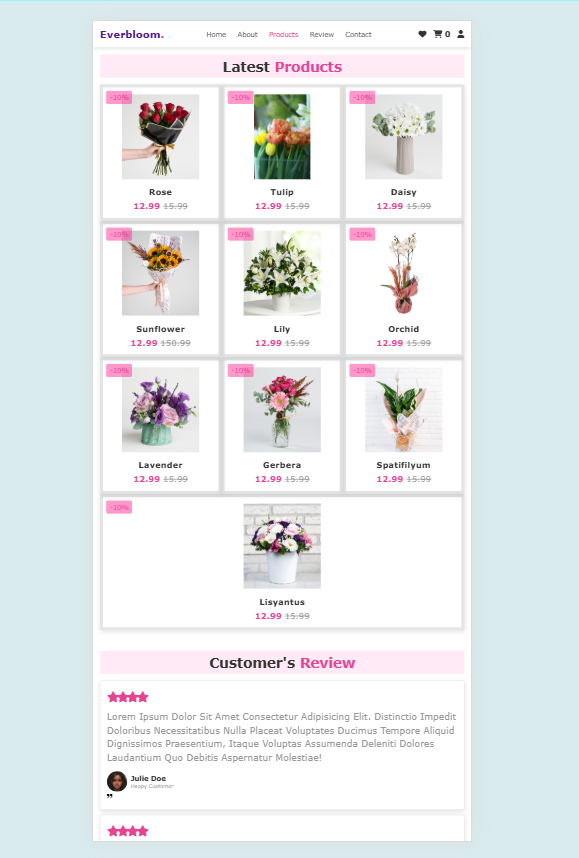 Everbloom.
Home About Products Review Contact
0
Latest Products
-10% -10% -10%
Rose Tulip Daisy
12.99 15.99 12.99 15.99 12.99 15.99
-10% -10% -10%
Sunflower Lily Orchid
12.99 150.99 12.99 15.99 12.99 15.99
-10% -10% -10%
Lavender Gerbera Spatifilyum
12.99 15.99 12.99 15.99 12.99 15.99
-10%
Lisyantus
12.99 15.99
Customer's Review
Lorem Ipsum Dolor Sit Amet Consectetur Adipisicing Elit. Distinctio Impedit
Doloribus Necessitatibus Nulla Placeat Voluptates Ducimus Tempore Aliquid
Dignissimos Praesentium, Itaque Voluptas Assumenda Deleniti Dolores
Laudantium Quo Debitis Aspernatur Molestiae!
Julie Doe
Happy Customer